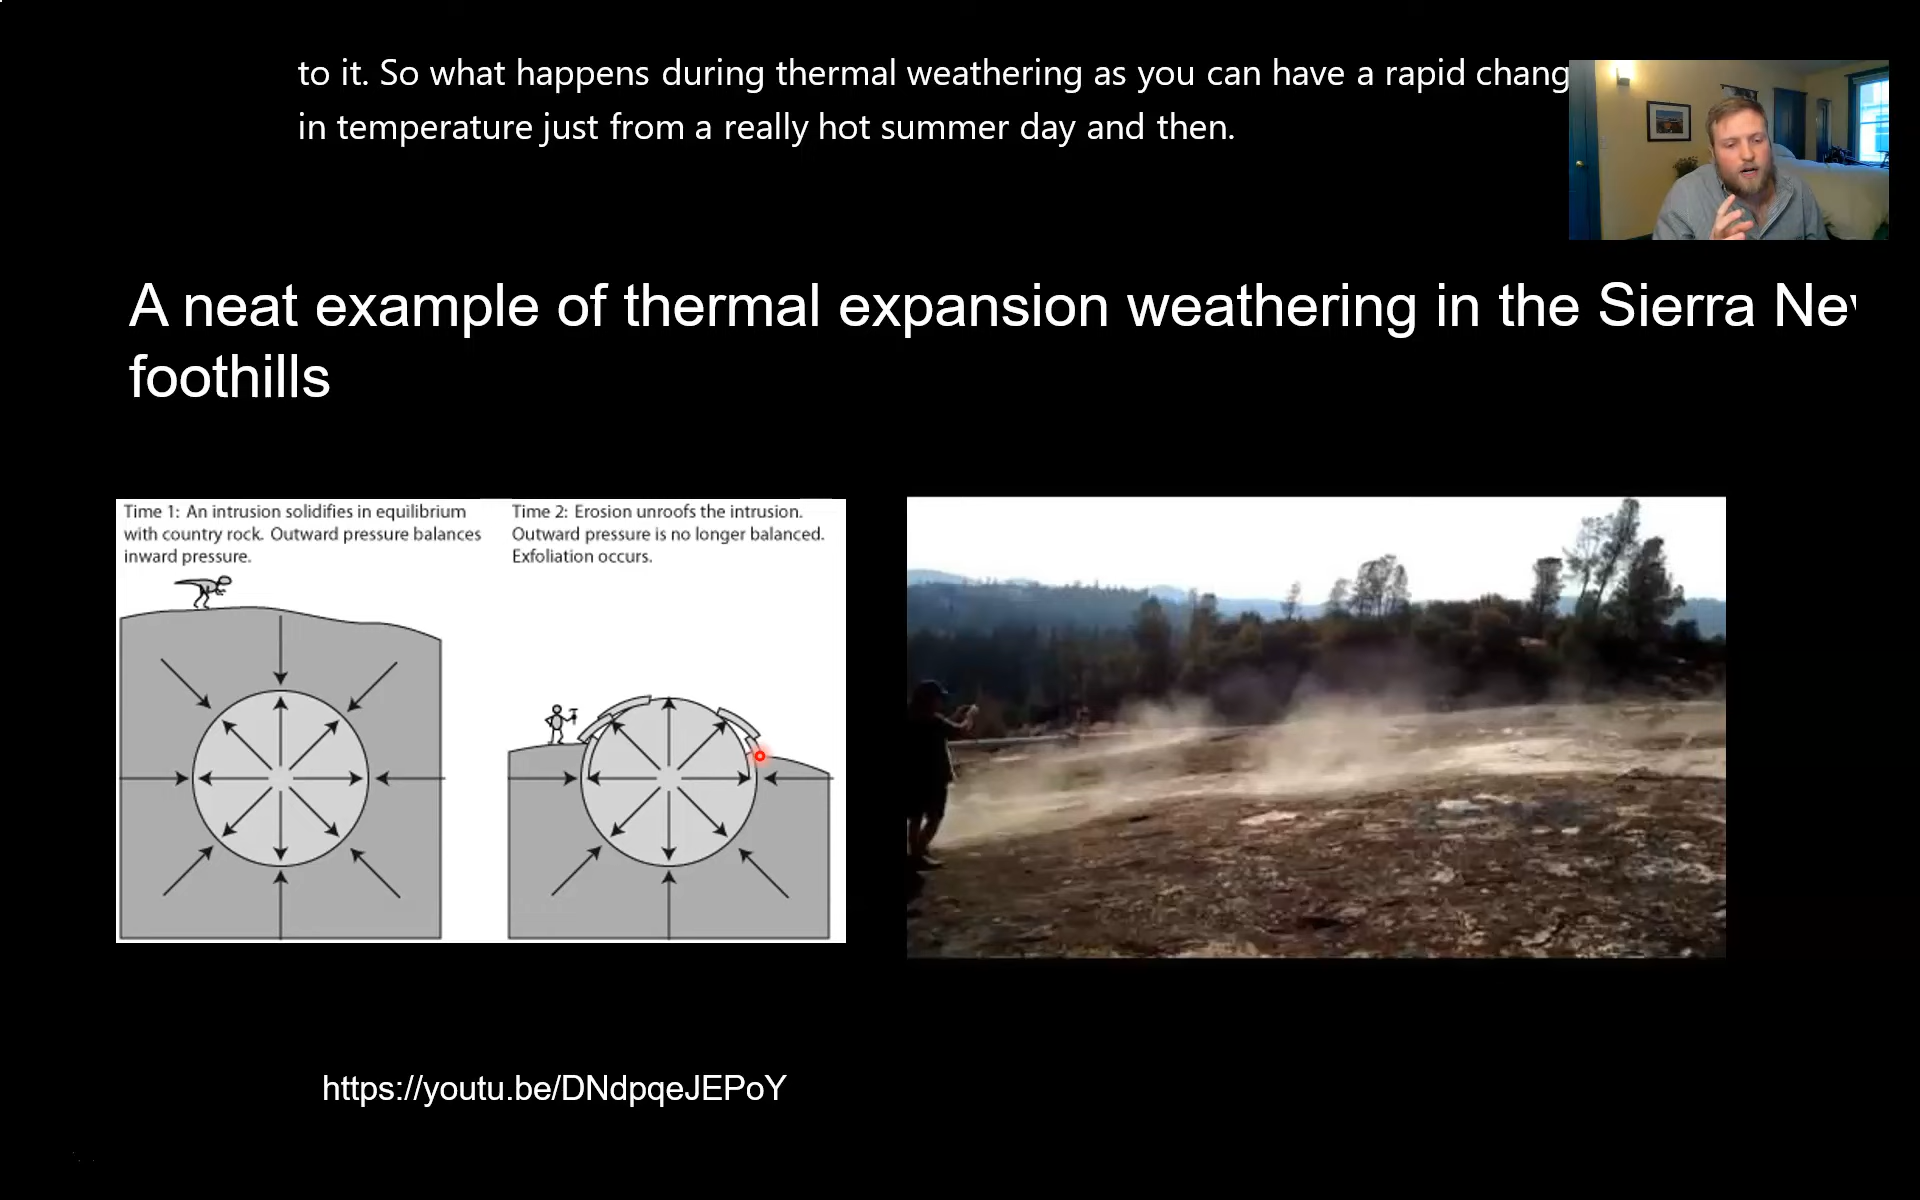 to it. So what happens during thermal weathering as you can have a rapid chang
in temperature just from a really hot summer day and then.
A neat example of thermal expansion weathering in the Sierra Nev
foothills
Time 1: An intrusion solidifies in equilibrium
with country rock. Outward pressure balances
inward pressure.
Time 2: Erosion unroofs the intrusion.
Outward pressure is no longer balanced.
Exfoliation occurs.
https://youtu.be/DNdpqeJEPoY